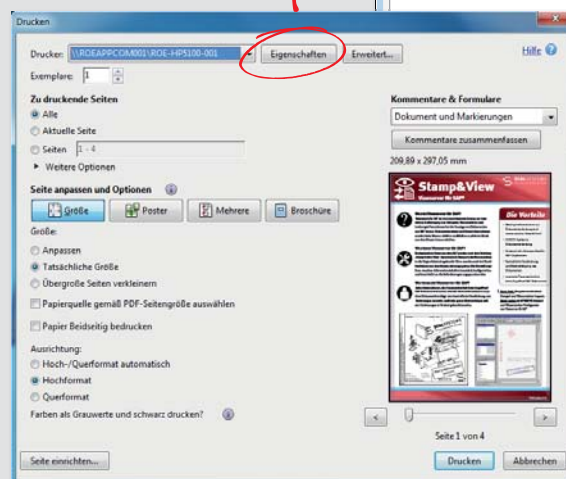 Drucken
Drucker: \\ROEAPPCOM001\ROE-HP5100-001 Eigenschaften Erweitert... Hilfe
Exemplare: 1
Zu druckende Seiten
Alle
Aktuelle Seite
Seiten 1 - 4
Weitere Optionen
Seite anpassen und Optionen
Größe Poster Mehrere Broschüre
Größe:
Anpassen
Tatsächliche Größe
Übergroße Seiten verkleinern
Papierquelle gemäß PDF-Seitengröße auswählen
Papier Beidseitig bedrucken
Ausrichtung:
Hoch-/Querformat automatisch
Hochformat
Querformat
Farben als Grauwerte und schwarz drucken?
Seite einrichten...
Kommentare & Formulare
Dokument und Markierungen
Kommentare zusammenfassen
209,89 x 297,05 mm
Stamp&View
Die Vorteile
< >
Seite 1 von 4
Drucken Abbrechen